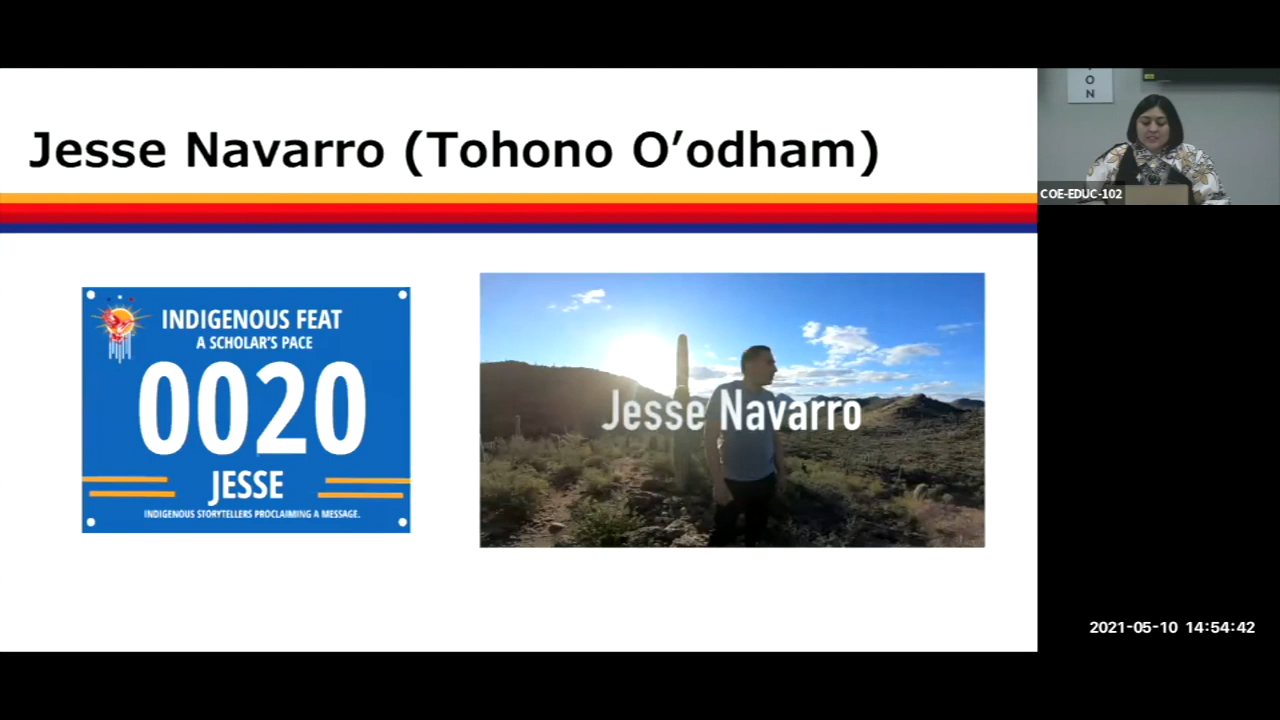 Jesse Navarro (Tohono O’odham)
INDIGENOUS FEAT
A SCHOLAR'S PACE
0020
JESSE
INDIGENOUS STORYTELLERS PROCLAIMING A MESSAGE.
Jesse Navarro
O
N
COE-EDUC-102
2021-05-10 14:54:42